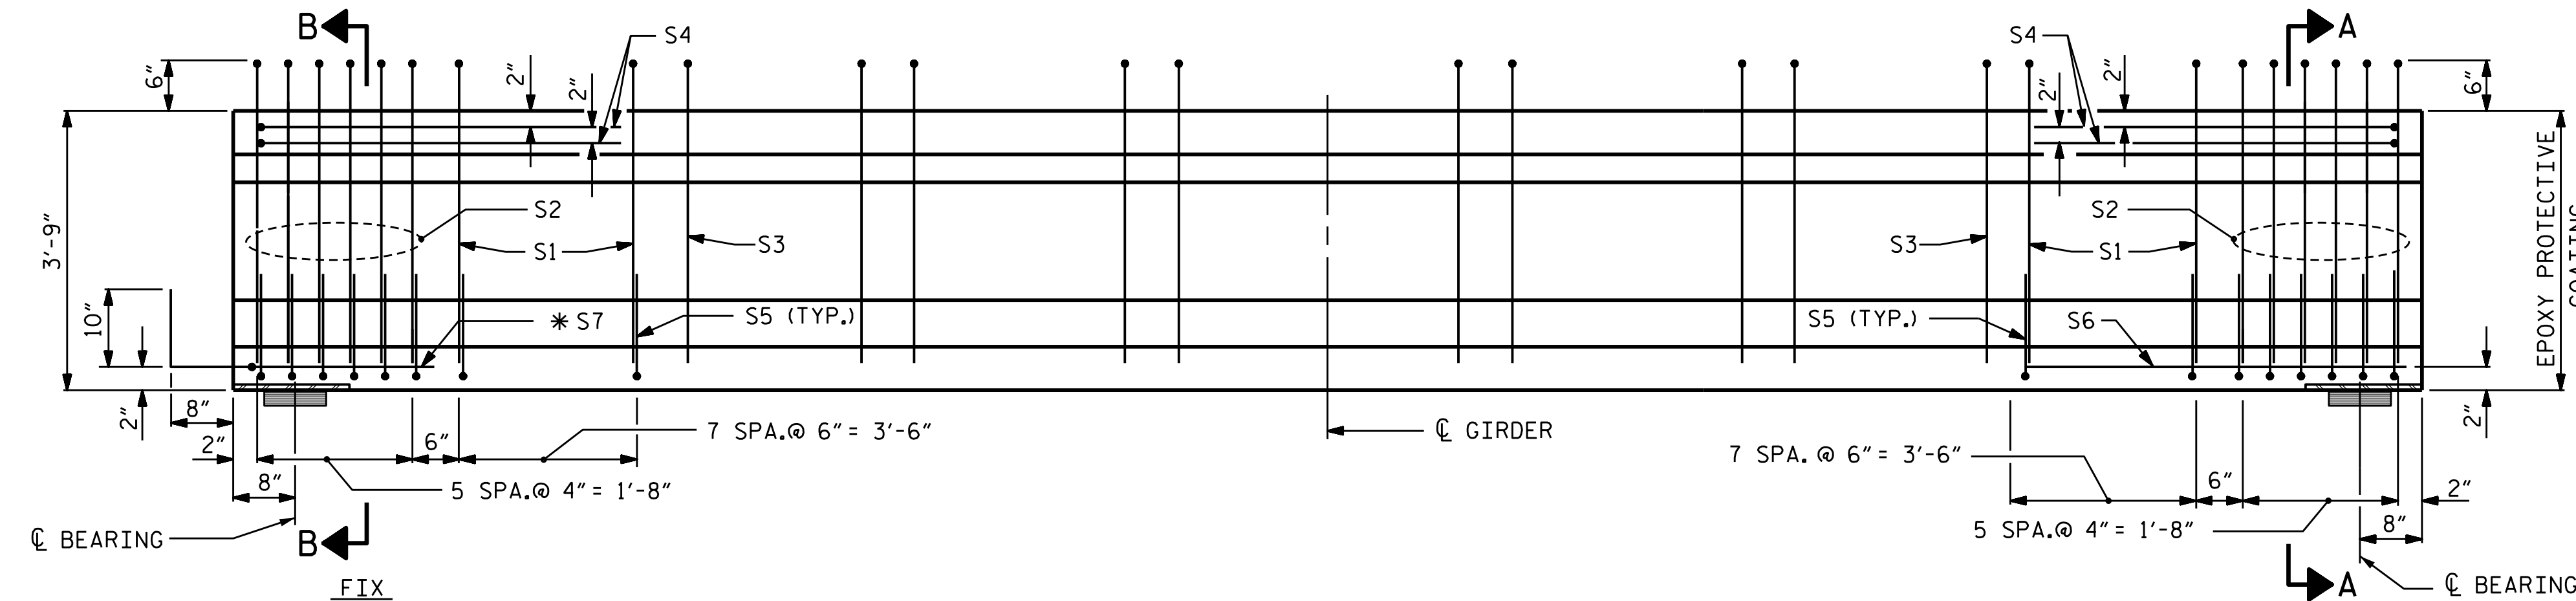 B
S4
S4
A
6"
2"
2"
2"
2"
6"
3'-9"
S2
S1
S3
S3
S2
S1
EPOXY PROTECTIVE
10"
✳ S7
S5 (TYP.)
S5 (TYP.)
S6
2"
8"
2"
6"
7 SPA.@ 6"= 3'-6"
℄ GIRDER
2"
7 SPA.@ 6"= 3'-6"
8"
5 SPA.@ 4"= 1'-8"
6"
2"
℄ BEARING
B
5 SPA.@ 4"= 1'-8"
8"
FIX
A
℄ BEARING